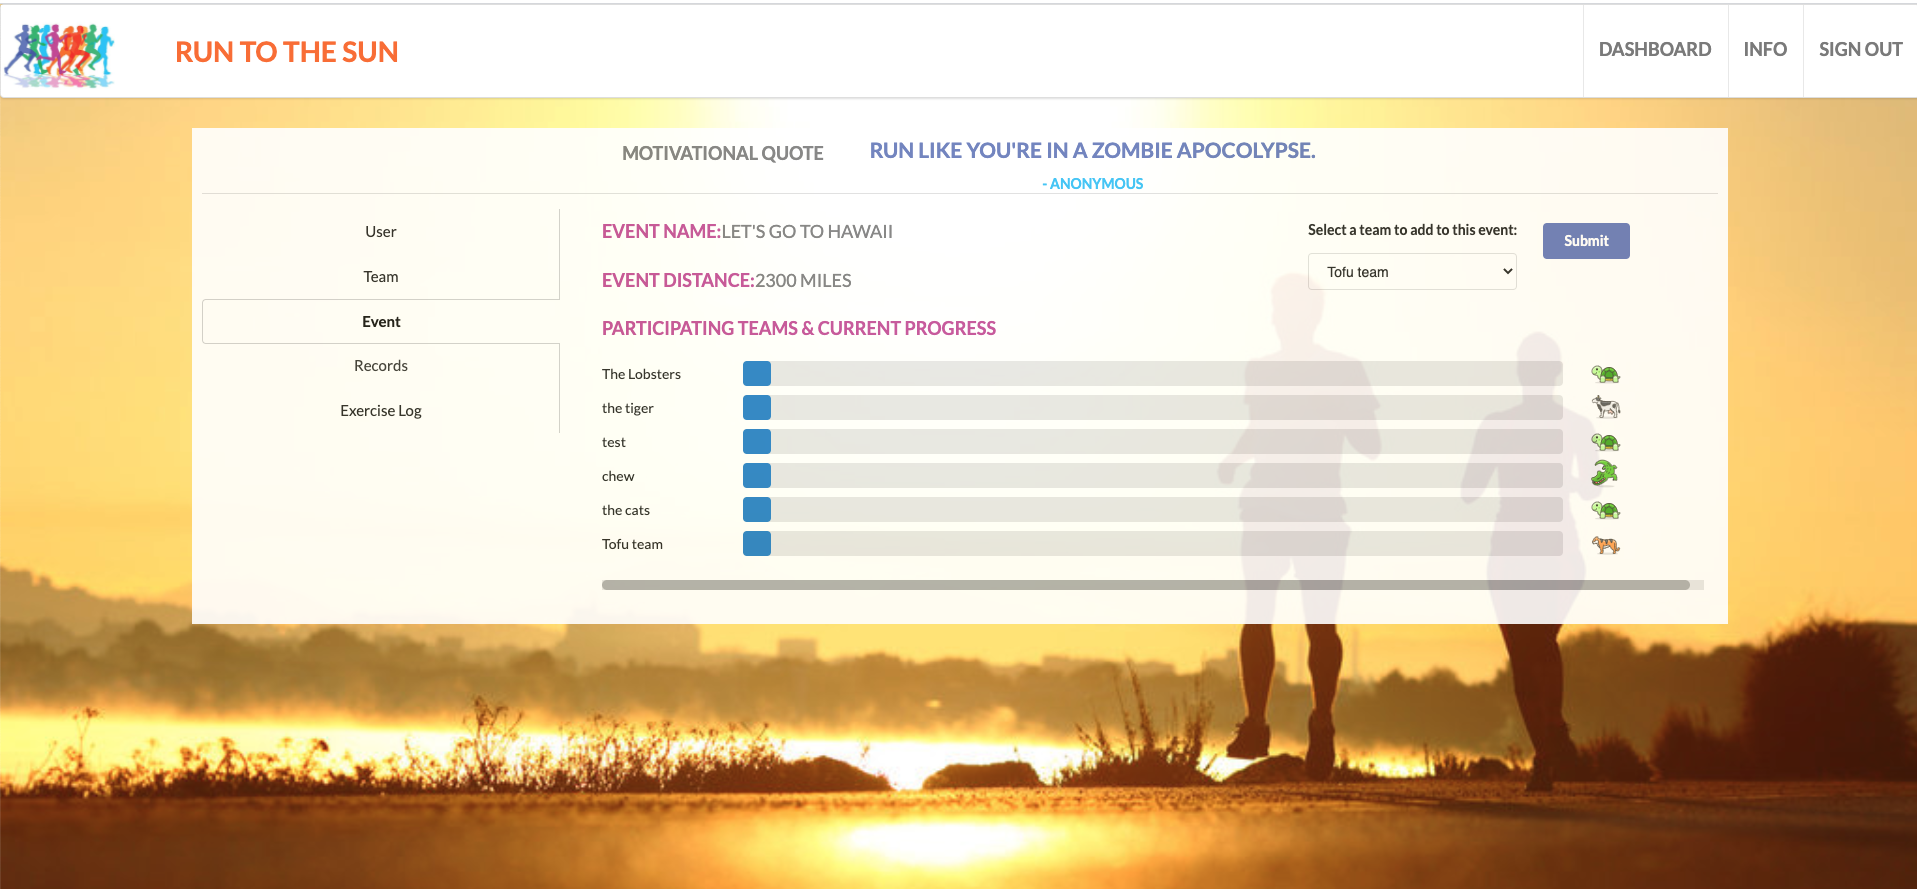 RUN TO THE SUN
DASHBOARD
INFO
SIGN OUT
MOTIVATIONAL QUOTE
RUN LIKE YOU'RE IN A ZOMBIE APOCOLYPSE.
- ANONYMOUS
User
Team
Event
Records
Exercise Log
EVENT NAME:LET'S GO TO HAWAII
EVENT DISTANCE:2300 MILES
Select a team to add to this event:
Tofu team
Submit
PARTICIPATING TEAMS & CURRENT PROGRESS
The Lobsters
the tiger
test
chew
the cats
Tofu team